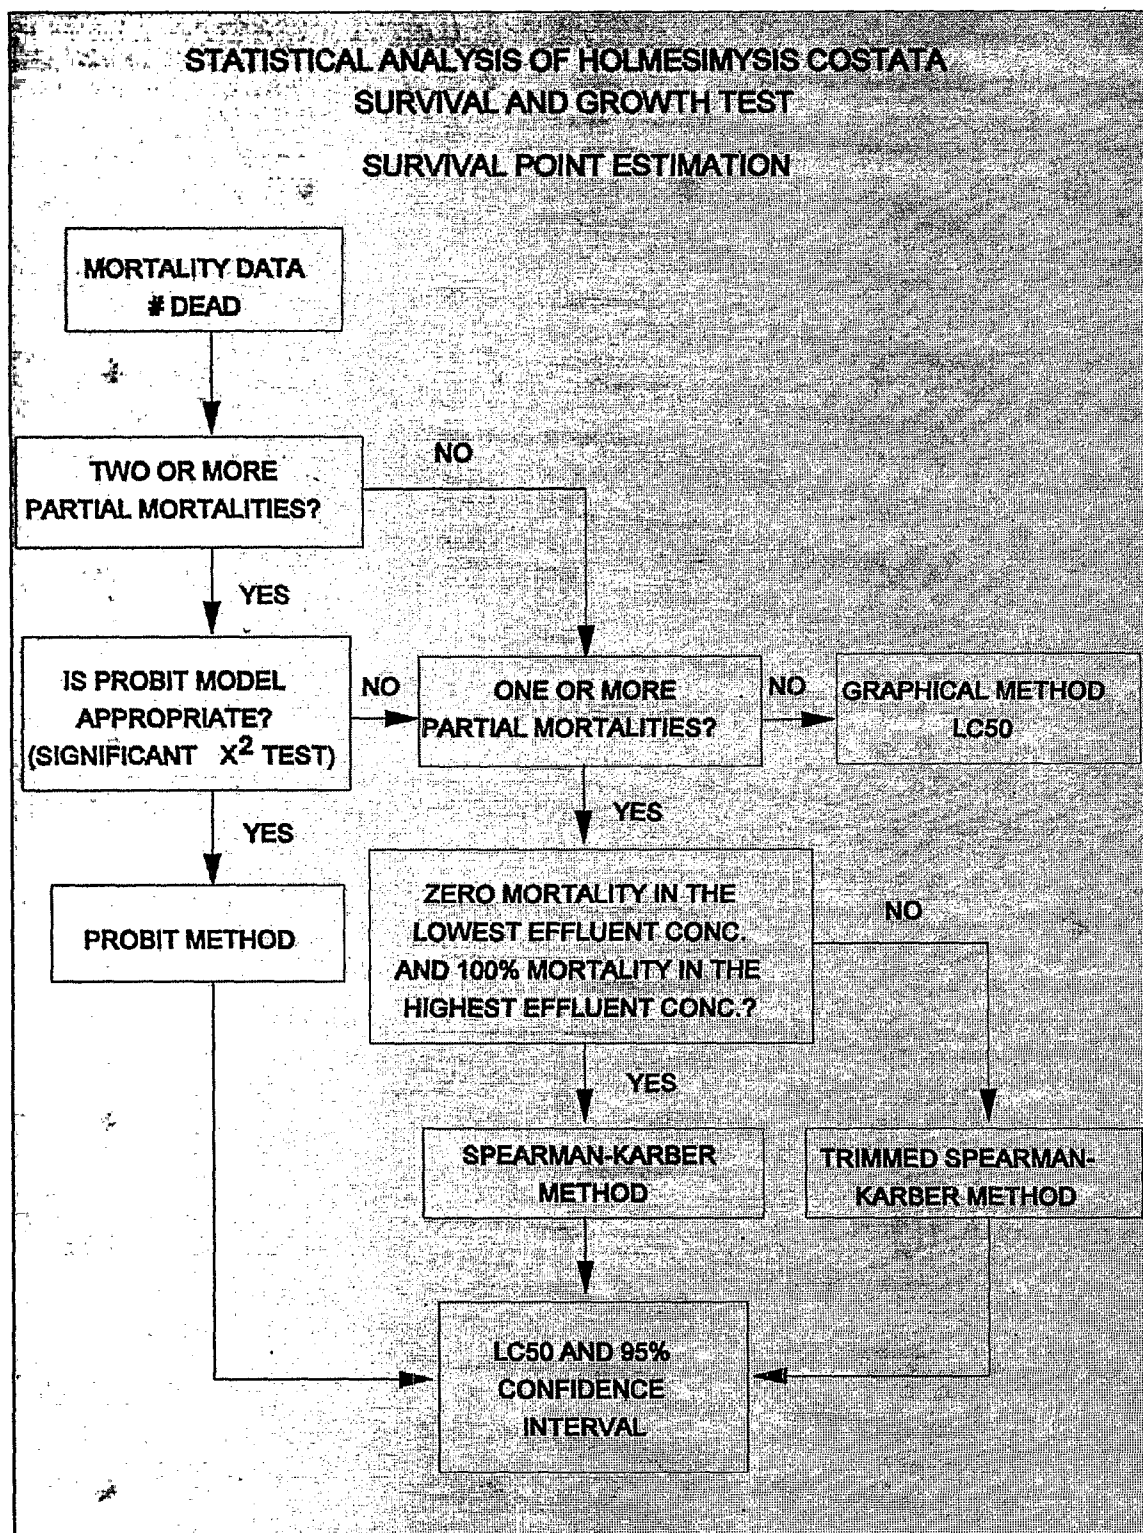 STATISTICAL ANALYSIS OF HOLMESIMYSIS COSTATA
SURVIVAL AND GROWTH TEST
SURVIVAL POINT ESTIMATION
MORTALITY DATA
# DEAD
TWO OR MORE
PARTIAL MORTALITIES?
NO
YES
IS PROBIT MODEL
APPROPRIATE?
(SIGNIFICANT X2 TEST)
NO
ONE OR MORE
PARTIAL MORTALITIES?
NO
GRAPHICAL METHOD
LC50
YES
YES
PROBIT METHOD
ZERO MORTALITY IN THE
LOWEST EFFLUENT CONC.
AND 100% MORTALITY IN THE
HIGHEST EFFLUENT CONC.?
NO
YES
SPEARMAN-KARBER
METHOD
TRIMMED SPEARMAN-
KARBER METHOD
LC50 AND 95%
CONFIDENCE
INTERVAL